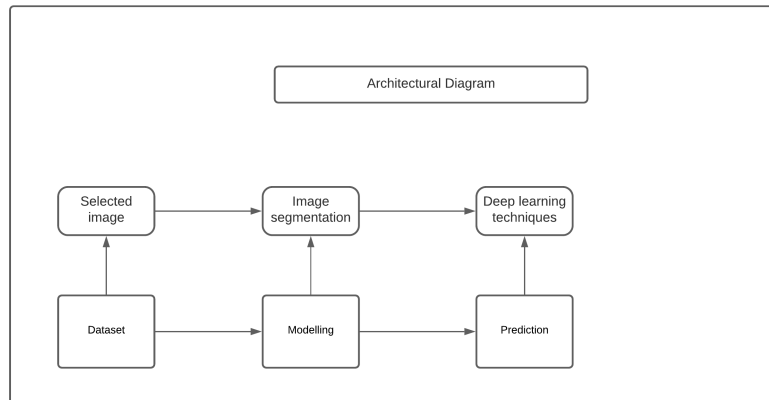 Architectural Diagram
Selected
image
Image
segmentation
Deep learning
techniques
Dataset
Modelling
Prediction